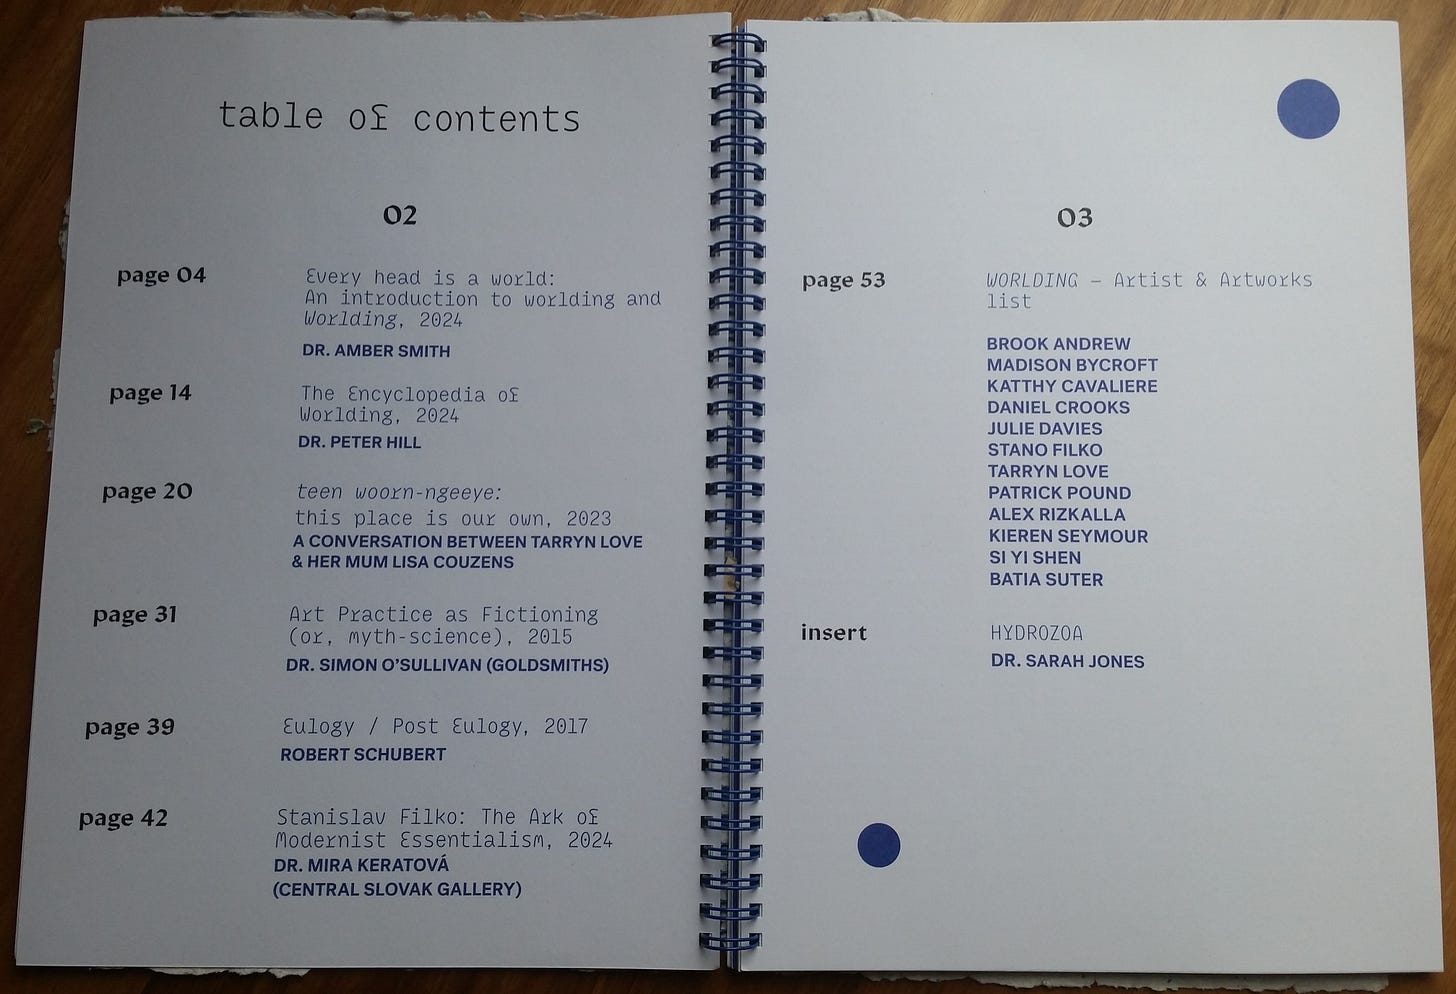 table of contents
02
page 04
Every head is a world:
An introduction to worlding and
Worlding, 2024
DR. AMBER SMITH
page 14
The Encyclopedia of
Worlding, 2024
DR. PETER HILL
page 20
teen woorn-ngeeye:
this place is our own, 2023
A CONVERSATION BETWEEN TARRYN LOVE
& HER MUM LISA COUZENS
page 31
Art Practice as Fictioning
(or, myth-science), 2015
DR. SIMON O'SULLIVAN (GOLDSMITHS)
page 39
Eulogy / Post Eulogy, 2017
ROBERT SCHUBERT
page 42
Stanislav Filko: The Ark of
Modernist Essentialism, 2024
DR. MIRA KERATOVÁ
(CENTRAL SLOVAK GALLERY)
03
page 53
WORLDING – Artist & Artworks
list
BROOK ANDREW
MADISON BYCROFT
KATTHY CAVALIERE
DANIEL CROOKS
JULIE DAVIES
STANO FILKO
TARRYN LOVE
PATRICK POUND
ALEX RIZKALLA
KIEREN SEYMOUR
SI YI SHEN
BATIA SUTER
insert
HYDROZOA
DR. SARAH JONES